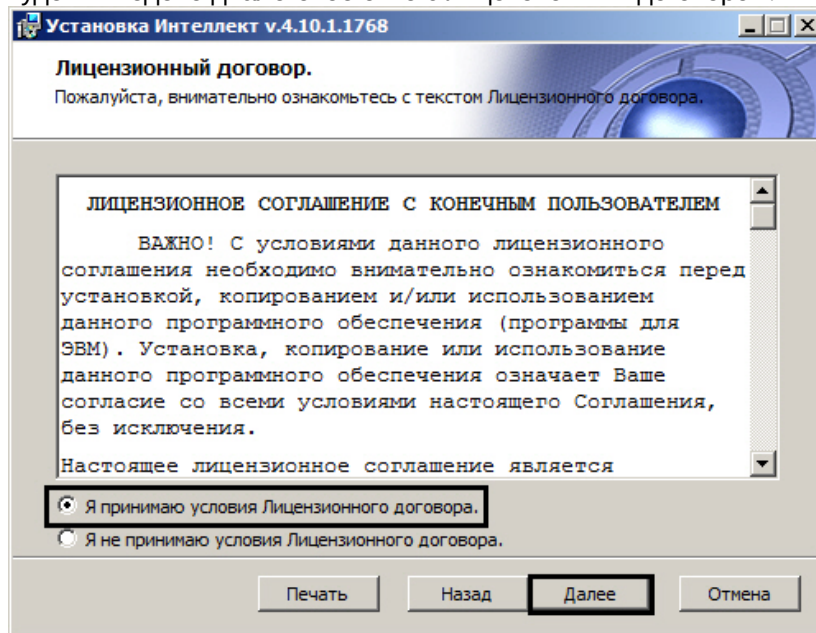 Установка Интеллект v.4.10.1.1768
Лицензионный договор.
Пожалуйста, внимательно ознакомьтесь с текстом Лицензионного договора.
ЛИЦЕНЗИОННОЕ СОГЛАШЕНИЕ С КОНЕЧНЫМ ПОЛЬЗОВАТЕЛЕМ
ВАЖНО! С условиями данного лицензионного
соглашения необходимо внимательно ознакомиться перед
установкой, копированием и/или использованием
данного программного обеспечения (программы для
ЭВМ). Установка, копирование или использование
данного программного обеспечения означает Ваше
согласие со всеми условиями настоящего Соглашения,
без исключения.
Настоящее лицензионное соглашение является
Я принимаю условия Лицензионного договора.
Я не принимаю условия Лицензионного договора.
Печать Назад Далее Отмена